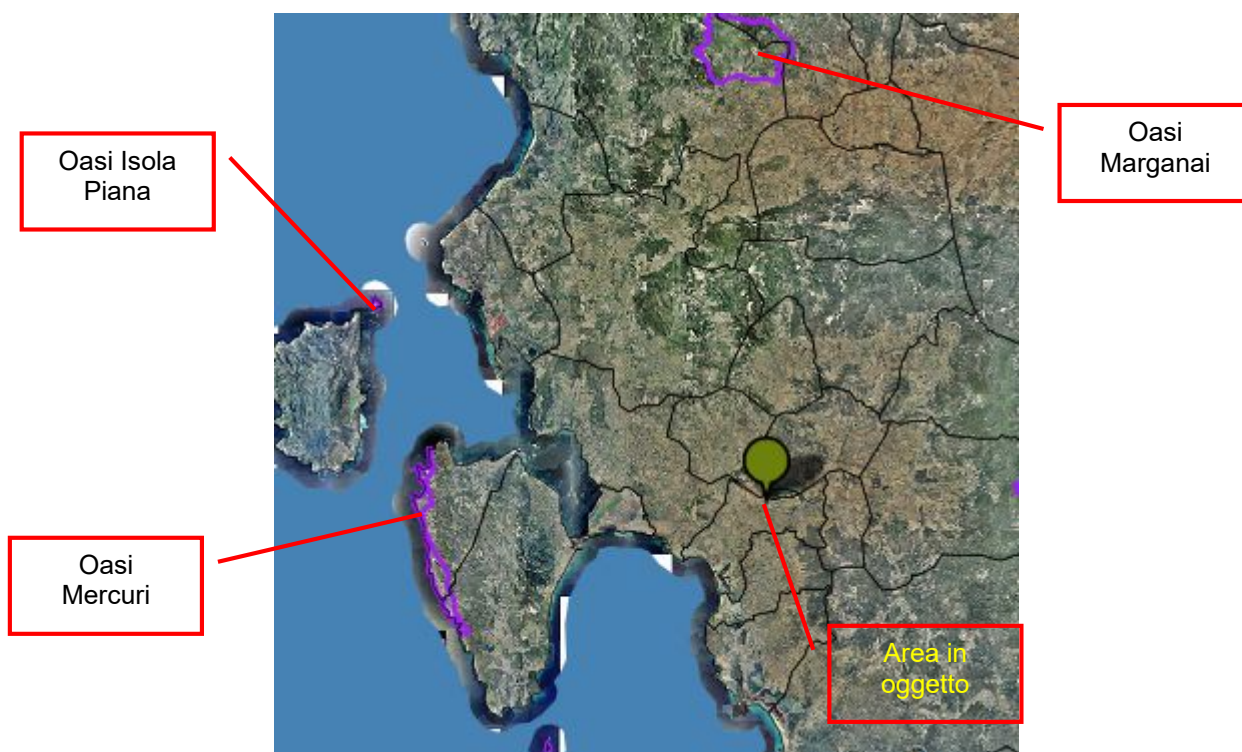 Oasi
Marganai
Oasi Isola
Piana
Oasi
Mercuri
Area in
oggetto